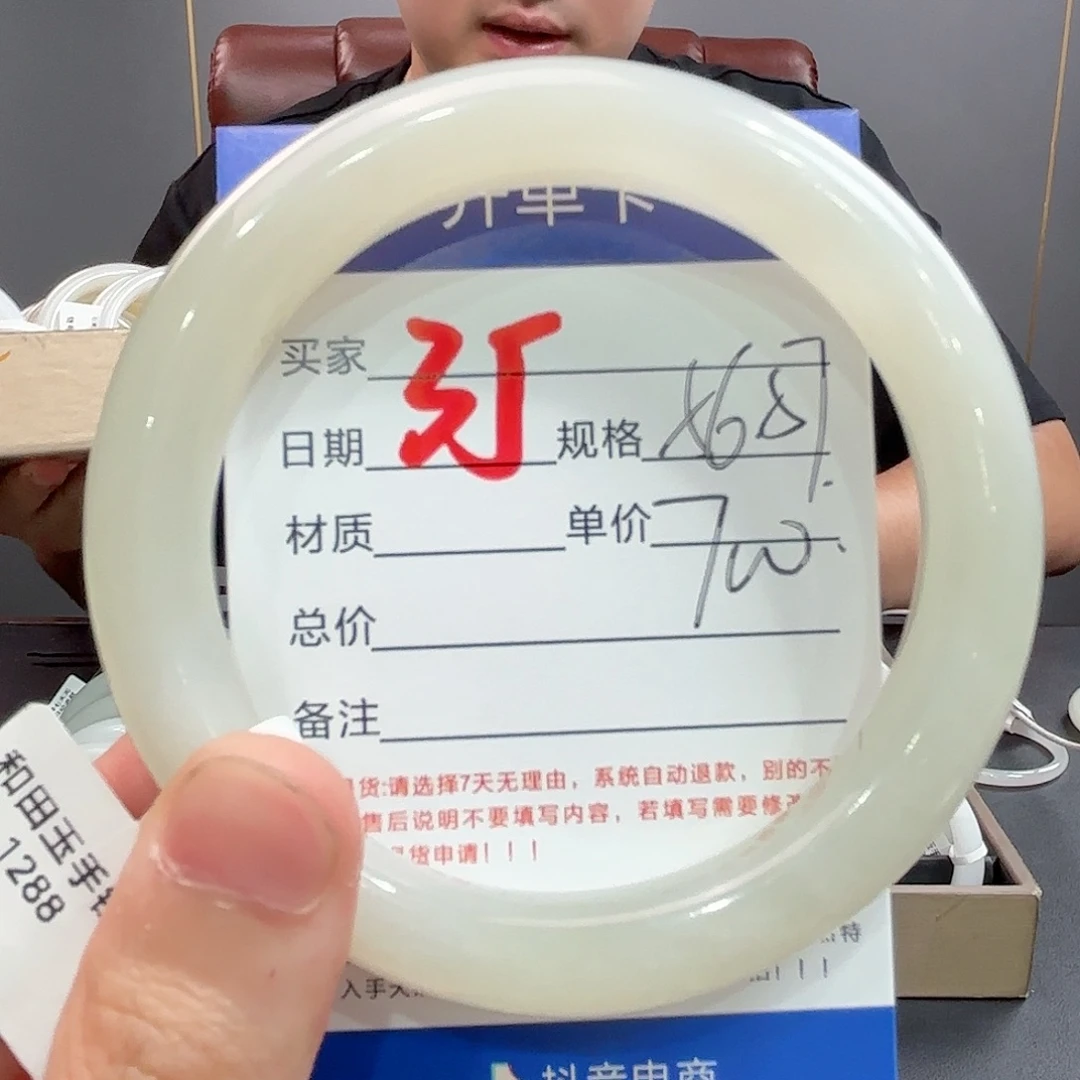 开单卡
买家
订
日期 规格
材质 单价 700.
总价
备注
货:请选择7天无理由，系统自动退款，别的不
售后说明不要填写内容，若填写需要修改
货申请！！！
特
！！！
入手
抖音电商
和田玉手
1288